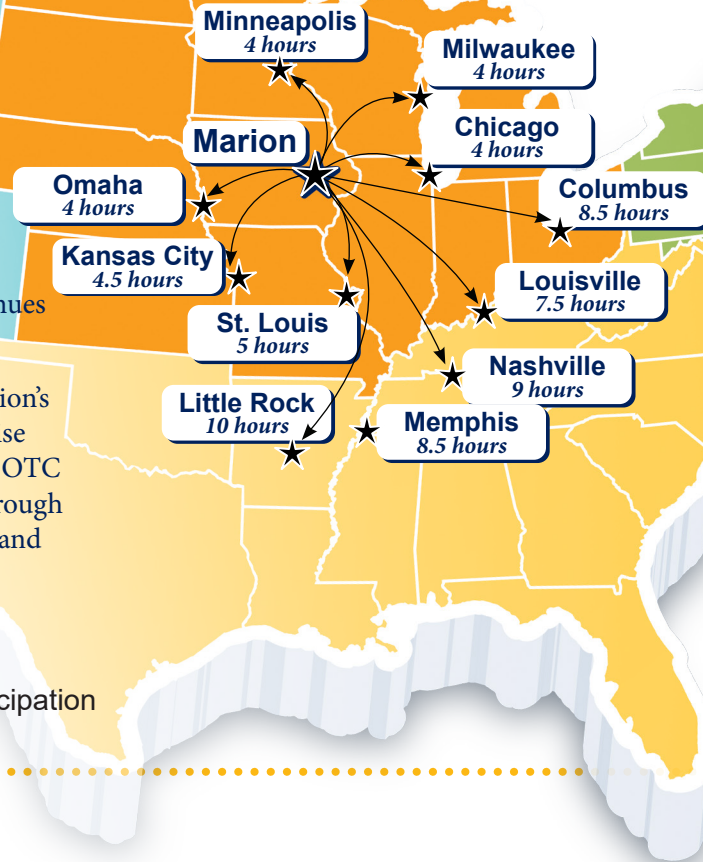 Minneapolis
4 hours
Milwaukee
4 hours
Marion
Chicago
4 hours
Omaha
4 hours
Columbus
8.5 hours
Kansas City
4.5 hours
Louisville
7.5 hours
St. Louis
5 hours
Nashville
9 hours
Little Rock
10 hours
Memphis
8.5 hours
nues
ion's
se
OTC
rough
and
cipation